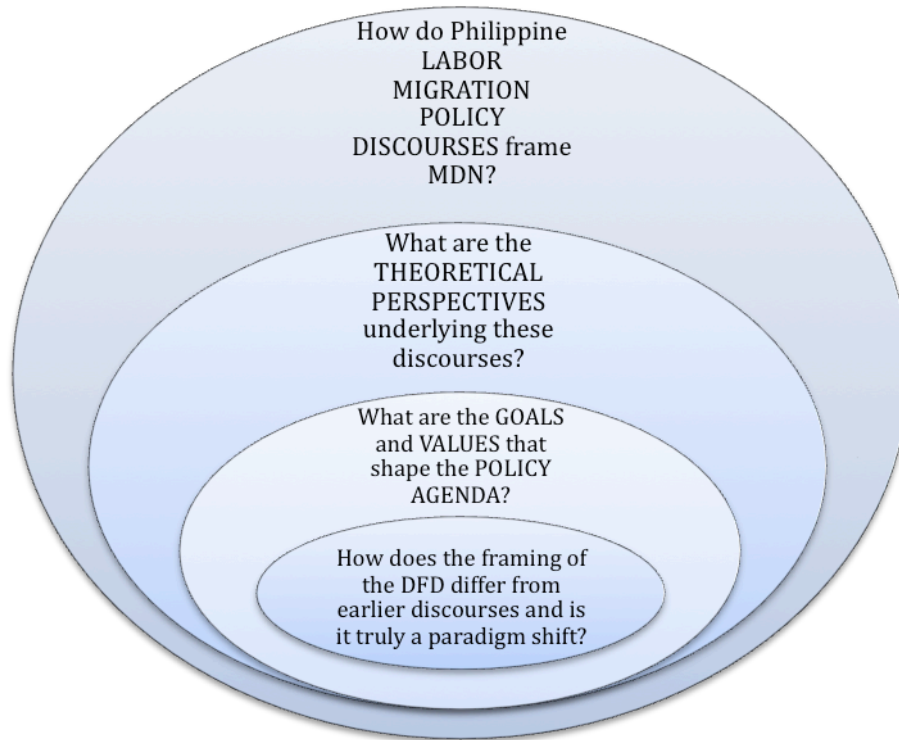 How do Philippine
LABOR
MIGRATION
POLICY
DISCOURSES frame
MDN?
What are the
THEORETICAL
PERSPECTIVES
underlying these
discourses?
What are the GOALS
and VALUES that
shape the POLICY
AGENDA?
How does the framing of
the DFD differ from
earlier discourses and is
it truly a paradigm shift?